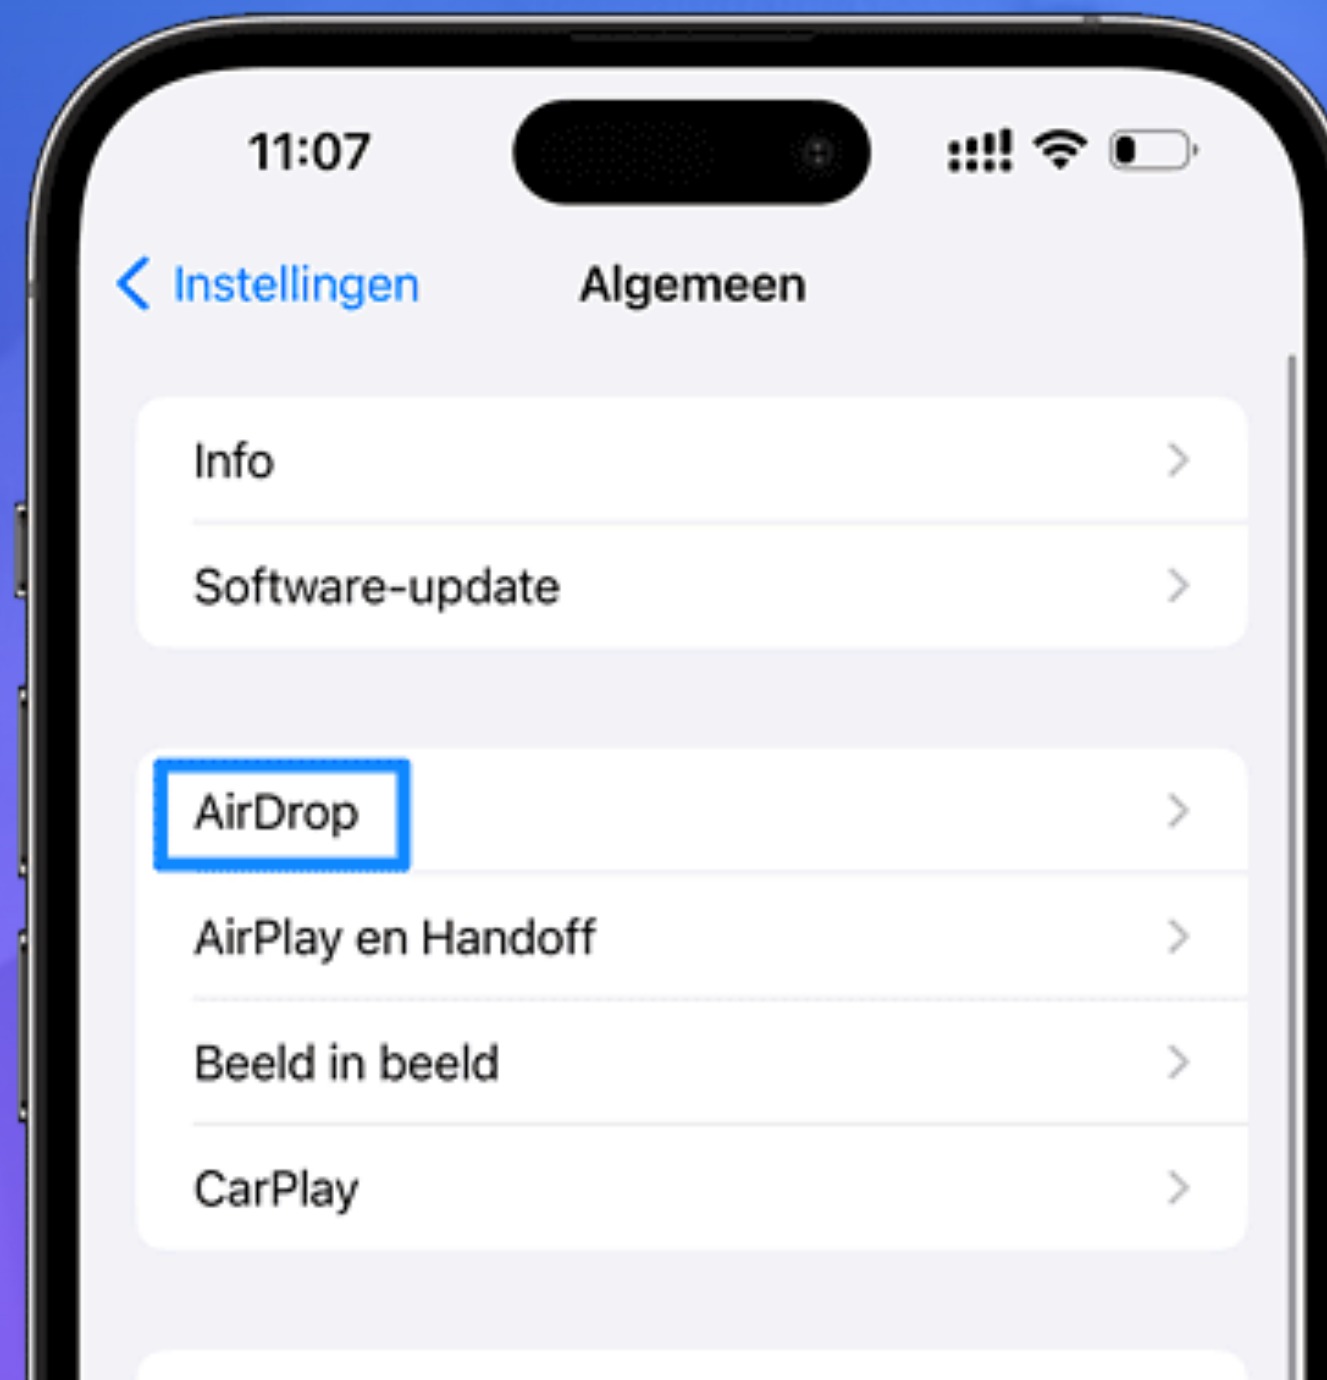 11:07
Instellingen
Algemeen
Info
Software-update
AirDrop
AirPlay en Handoff
Beeld in beeld
CarPlay